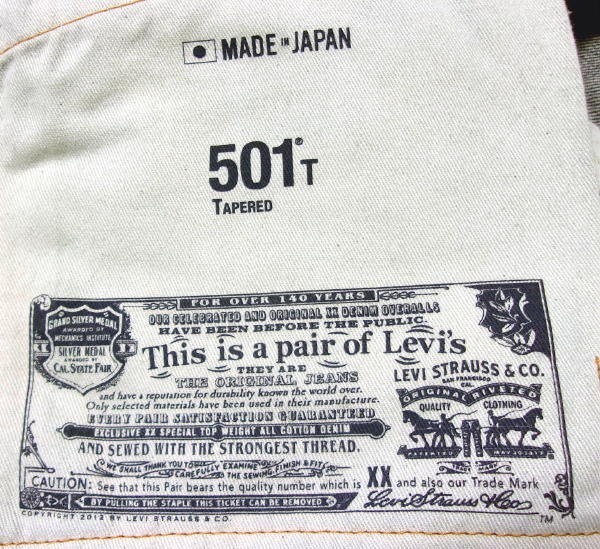 MADE IN JAPAN
501® T
TAPERED
FOR OVER 140 YEARS
GRAND SILVER MEDAL
AWARDED BY
MECHANICS INSTITUTE
SILVER MEDAL
AWARDED BY
CAL. STATE FAIR
OUR CELEBRATED AND ORIGINAL XX DENIM OVERALLS
HAVE BEEN BEFORE THE PUBLIC
This is a pair of Levi's
THEY ARE
THE ORIGINAL JEANS
and have a reputation for durability known the world over.
Only selected materials have been used in their manufacture.
EVERY PAIR SATISFACTION GUARANTEED
EXCLUSIVE XX SPECIAL TOP WEIGHT ALL COTTON DENIM
AND SEWED WITH THE STRONGEST THREAD.
WE SHALL THANK YOU TO
CAREFULLY EXAMINE
THE SEWING, FINISH & FIT
LEVI STRAUSS & CO.
SAN FRANCISCO
CAL.
ORIGINAL RIVETED
QUALITY CLOTHING
PATENTED MAY 20 1873
TRADE MARK
CAUTION: See that this Pair bears the quality number which is XX and also our Trade Mark
BY PULLING THE STAPLE THIS TICKET CAN BE REMOVED
Levi Strauss & Co
TM
COPYRIGHT 2012 BY LEVI STRAUSS & CO.